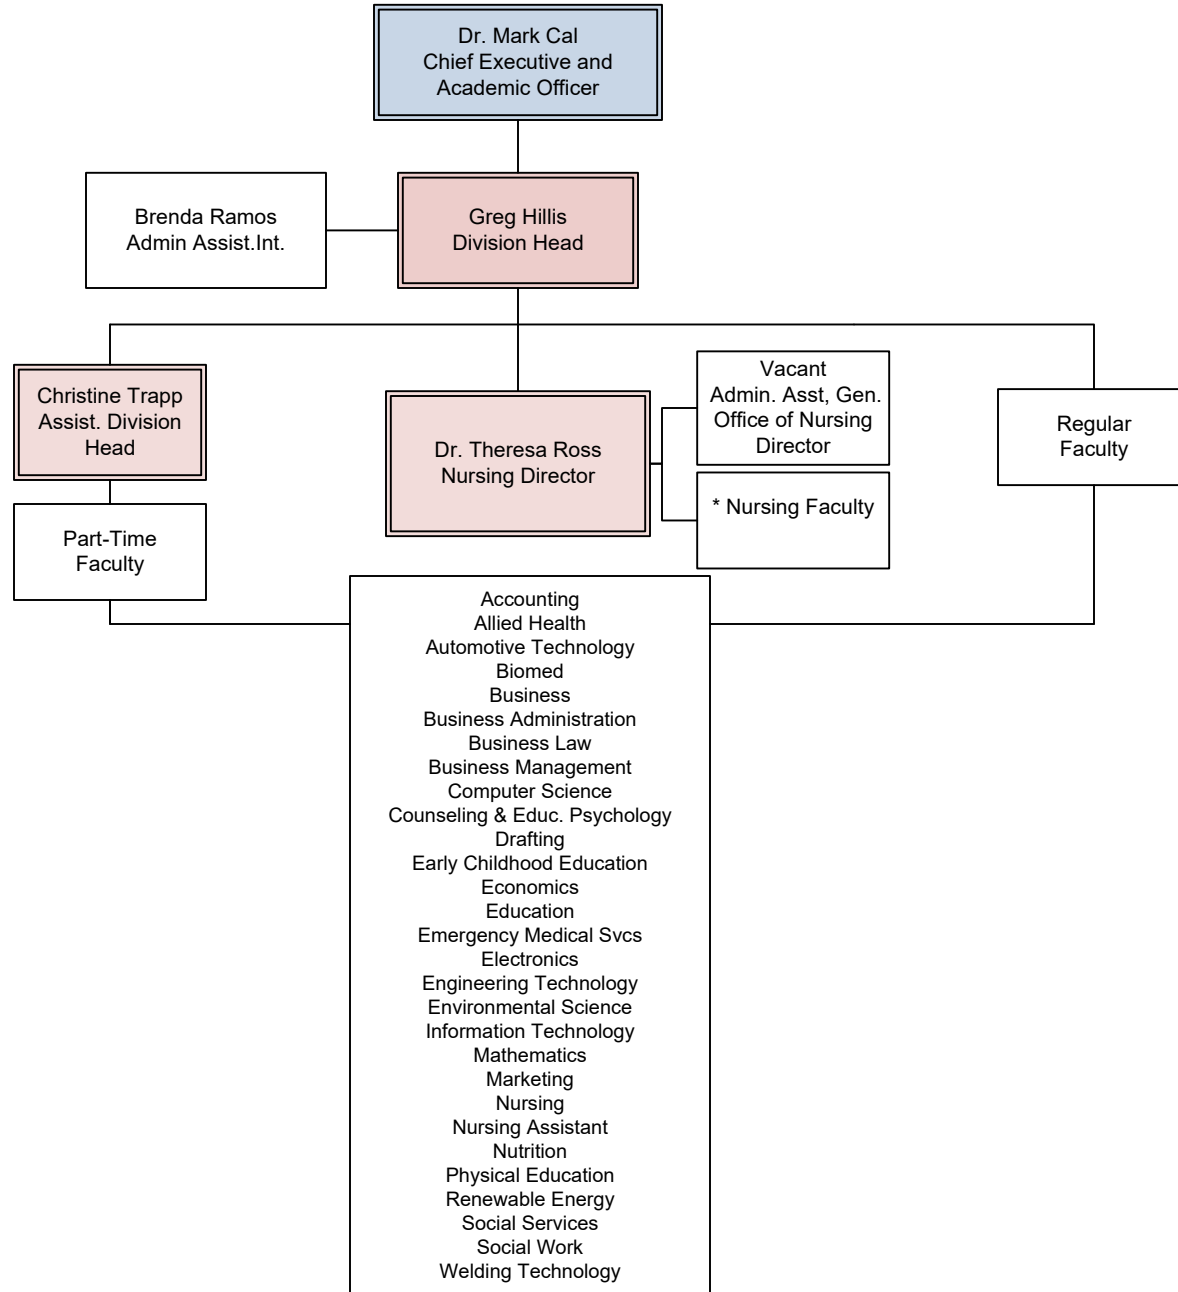 Dr. Mark Cal
Chief Executive and
Academic Officer
Brenda Ramos
Admin Assist.Int.
Greg Hillis
Division Head
Christine Trapp
Assist. Division
Head
Part-Time
Faculty
Dr. Theresa Ross
Nursing Director
Vacant
Admin. Asst, Gen.
Office of Nursing
Director
* Nursing Faculty
Regular
Faculty
Accounting
Allied Health
Automotive Technology
Biomed
Business
Business Administration
Business Law
Business Management
Computer Science
Counseling & Educ. Psychology
Drafting
Early Childhood Education
Economics
Education
Emergency Medical Svcs
Electronics
Engineering Technology
Environmental Science
Information Technology
Mathematics
Marketing
Nursing
Nursing Assistant
Nutrition
Physical Education
Renewable Energy
Social Services
Social Work
Welding Technology